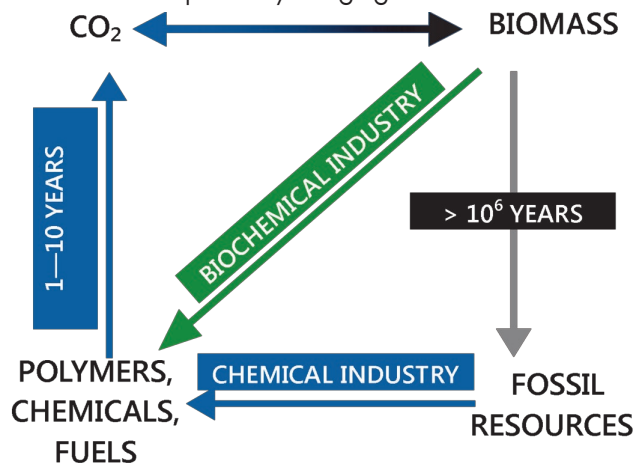 CO₂
BIOMASS
BIOCHEMICAL INDUSTRY
1—10 YEARS
> 10⁶ YEARS
POLYMERS,
CHEMICALS,
FUELS
CHEMICAL INDUSTRY
FOSSIL
RESOURCES